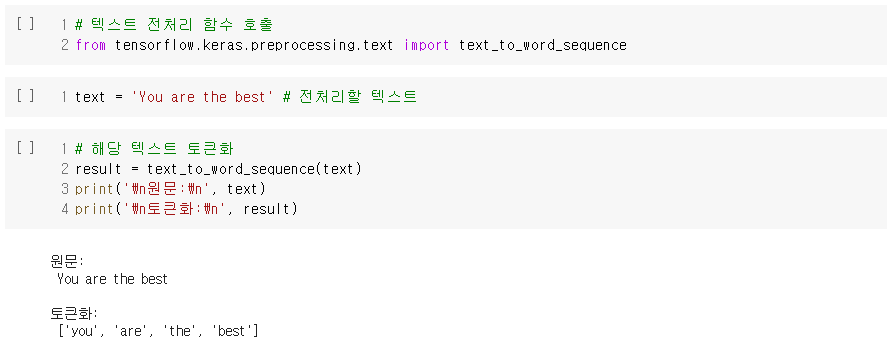 [ ] 1 # 텍스트 전처리 함수 호출
2 from tensorflow.keras.preprocessing.text import text_to_word_sequence
[ ] 1 text = 'You are the best' # 전처리할 텍스트
[ ] 1 # 해당 텍스트 토큰화
2 result = text_to_word_sequence(text)
3 print('₩n원문:₩n', text)
4 print('₩n토큰화:₩n', result)
원문:
You are the best
토큰화:
['you', 'are', 'the', 'best']